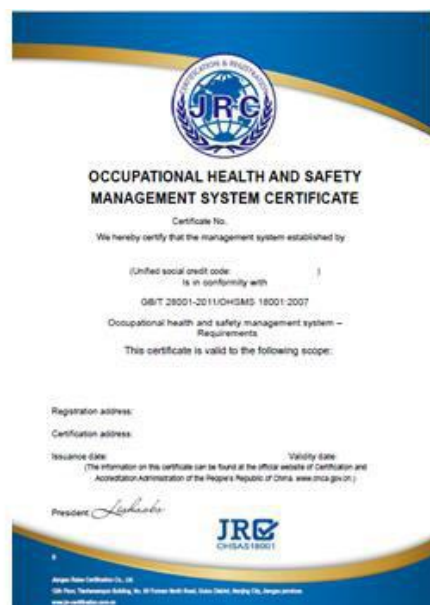 CERTIFICATION & REGISTRATION
JRC
OCCUPATIONAL HEALTH AND SAFETY
MANAGEMENT SYSTEM CERTIFICATE
Certificate No.
We hereby certify that the management system established by
(Unified social credit code: )
Is in conformity with
GB/T 28001-2011/OHSMS 18001:2007
Occupational health and safety management system –
Requirements
This certificate is valid to the following scope:
Registration address:
Certification address:
Issuance date: Validity date:
(The information on this certificate can be found at the official website of Certification and
Accreditation Administration of the People's Republic of China. www.cnca.gov.cn )
President:
JRC
OHSAS18001
Certification Co., Ltd.